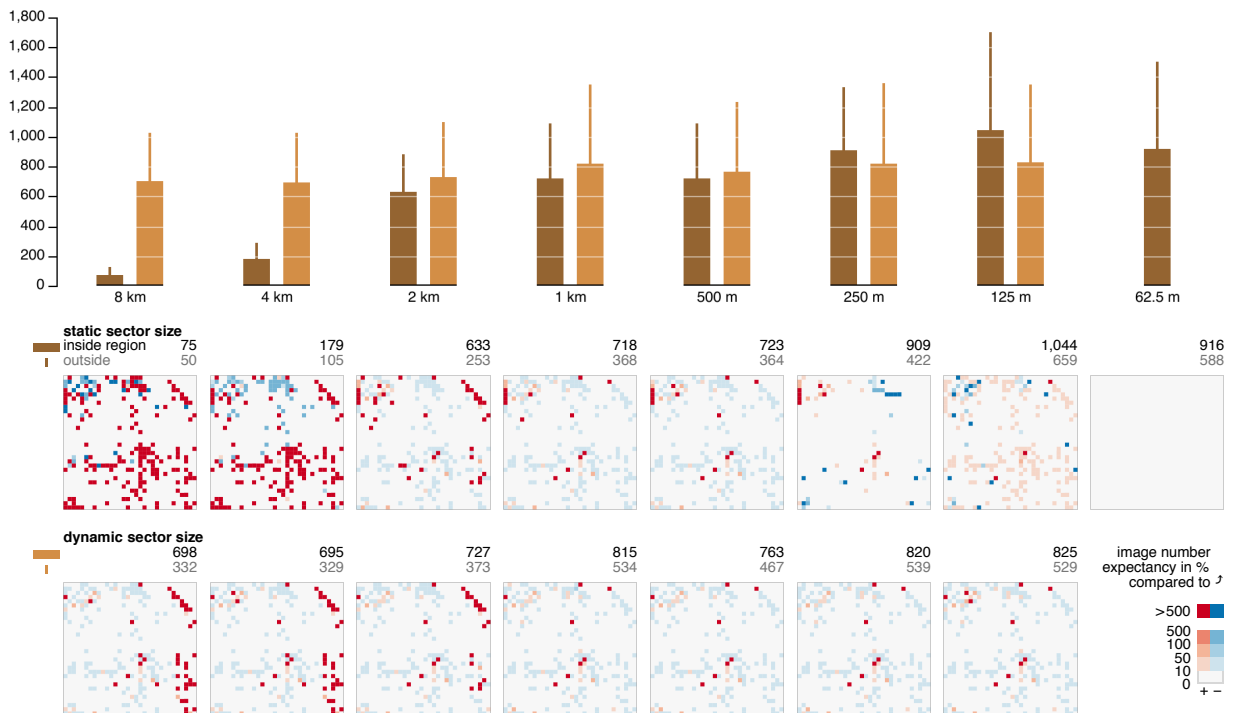 1,800
1,600
1,400
1,200
1,000
800
600
400
200
0
8 km 4 km 2 km 1 km 500 m 250 m 125 m 62.5 m
static sector size
inside region 75 179 633 718 723 909 1,044 916
outside 50 105 253 368 364 422 659 588
dynamic sector size
698 695 727 815 763 820 825
332 329 373 534 467 539 529
image number
expectancy in %
compared to ⤴
>500
500
100
50
10
0
+ −